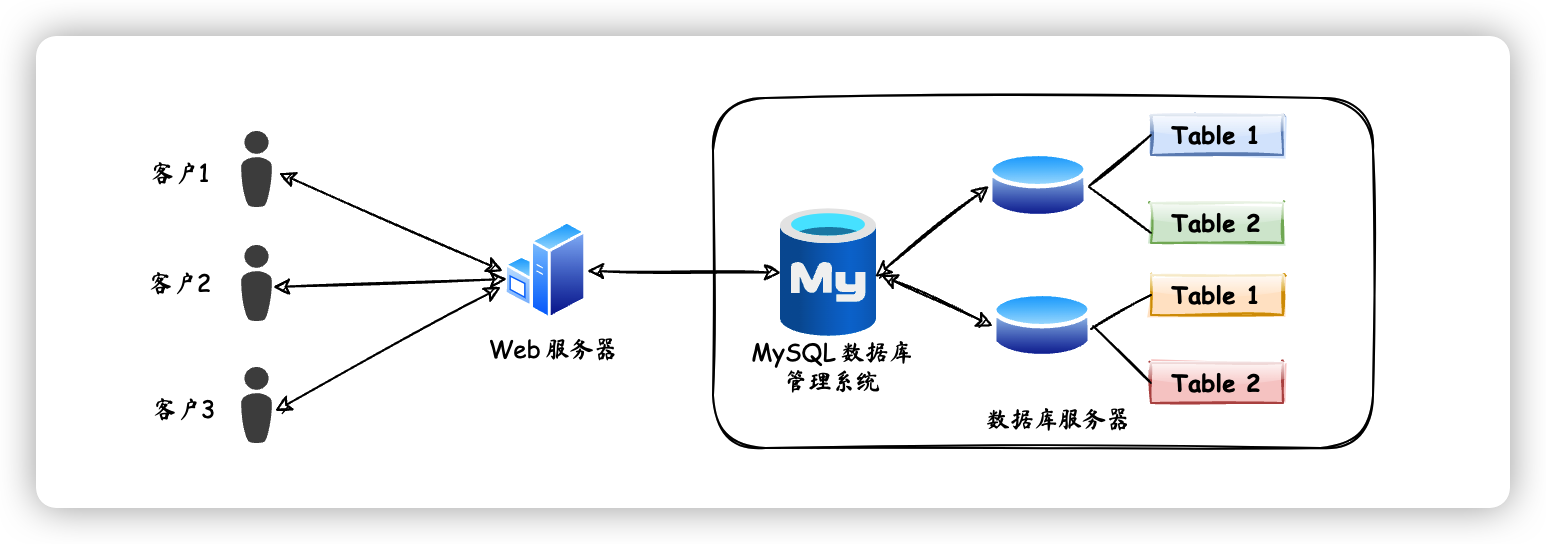 客户1
客户2
客户3
Web 服务器
My
MySQL 数据库
管理系统
Table 1
Table 2
Table 1
Table 2
数据库服务器